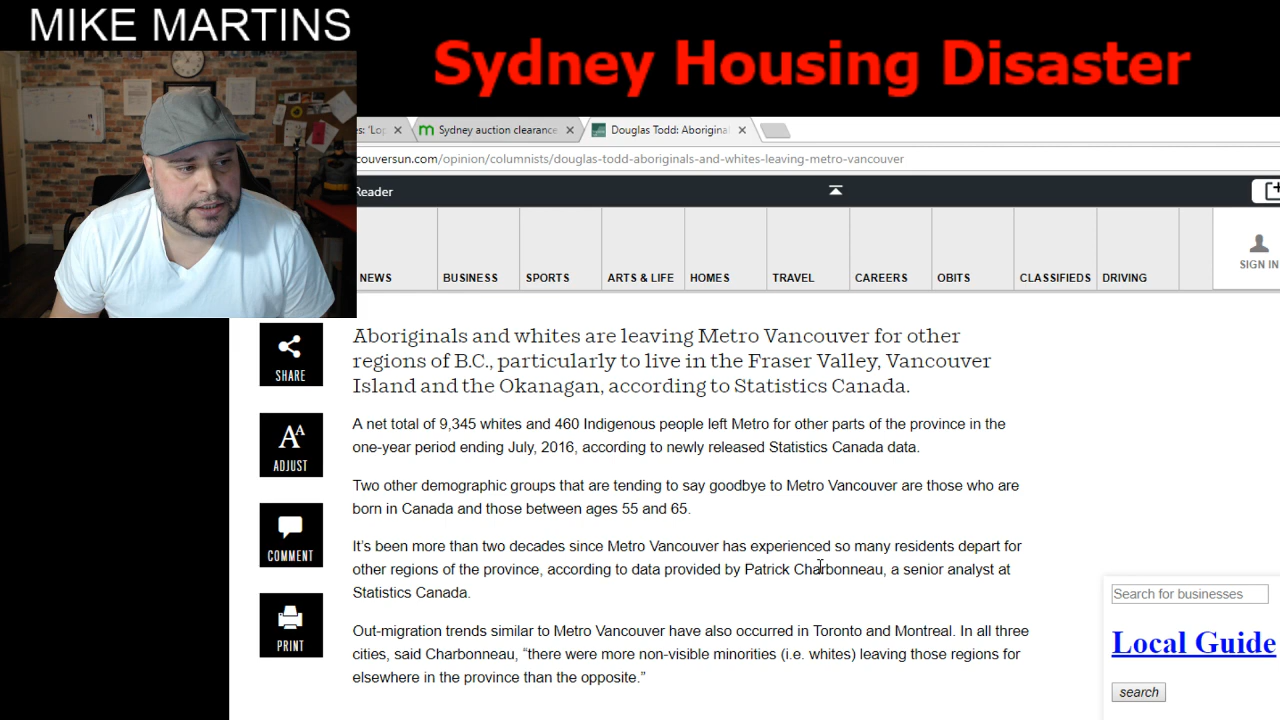 MIKE MARTINS
Sydney Housing Disaster
es: 'Lop
Sydney auction clearance
Douglas Todd: Aborigina
couversun.com/opinion/columnists/douglas-todd-aboriginals-and-whites-leaving-metro-vancouver
Reader
NEWS
BUSINESS
SPORTS
ARTS & LIFE
HOMES
TRAVEL
CAREERS
OBITS
CLASSIFIEDS
DRIVING
SIGN IN
SHARE
Aboriginals and whites are leaving Metro Vancouver for other
regions of B.C., particularly to live in the Fraser Valley, Vancouver
Island and the Okanagan, according to Statistics Canada.
A net total of 9,345 whites and 460 Indigenous people left Metro for other parts of the province in the
one-year period ending July, 2016, according to newly released Statistics Canada data.
AA
ADJUST
Two other demographic groups that are tending to say goodbye to Metro Vancouver are those who are
born in Canada and those between ages 55 and 65.
COMMENT
It's been more than two decades since Metro Vancouver has experienced so many residents depart for
other regions of the province, according to data provided by Patrick Charbonneau, a senior analyst at
Statistics Canada.
PRINT
Out-migration trends similar to Metro Vancouver have also occurred in Toronto and Montreal. In all three
cities, said Charbonneau, “there were more non-visible minorities (i.e. whites) leaving those regions for
elsewhere in the province than the opposite.”
Search for businesses
Local Guide
search